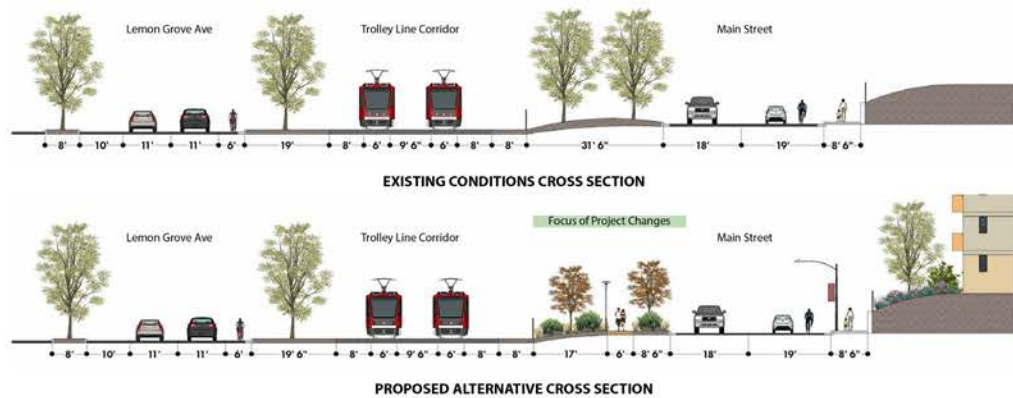 Lemon Grove Ave Trolley Line Corridor Main Street
8' 10' 11' 11' 6' 19' 8' 6' 9' 6" 6' 8' 8' 31' 6" 18' 19' 8' 6"
EXISTING CONDITIONS CROSS SECTION
Focus of Project Changes
Lemon Grove Ave Trolley Line Corridor Main Street
8' 10' 11' 11' 6' 19' 6" 8' 6' 9' 6" 6' 8' 8' 17' 6' 8' 6" 18' 19' 8' 6"
PROPOSED ALTERNATIVE CROSS SECTION